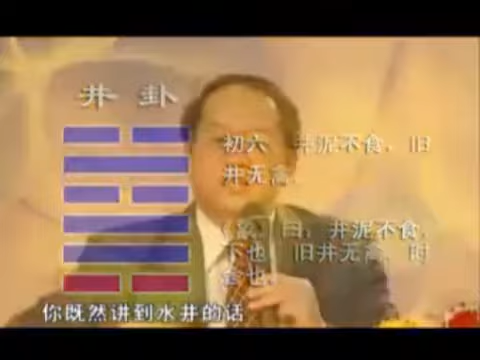 井卦
初六 井泥不食，旧
井无禽。
《象》曰：井泥不食，
下也 旧井无禽，时
舍也。
你既然讲到水井的话